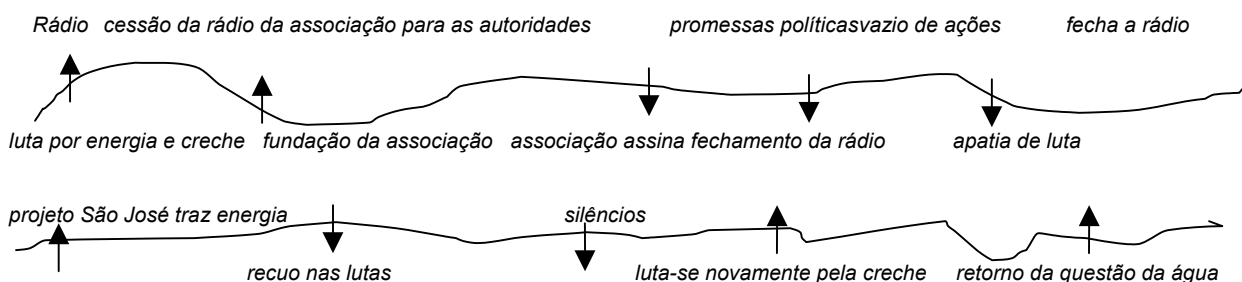 Rádio cessão da rádio da associação para as autoridades promessas políticasvazio de ações fecha a rádio
luta por energia e creche fundação da associação associação assina fechamento da rádio apatia de luta
projeto São José traz energia silêncios
recuo nas lutas luta-se novamente pela creche retorno da questão da água